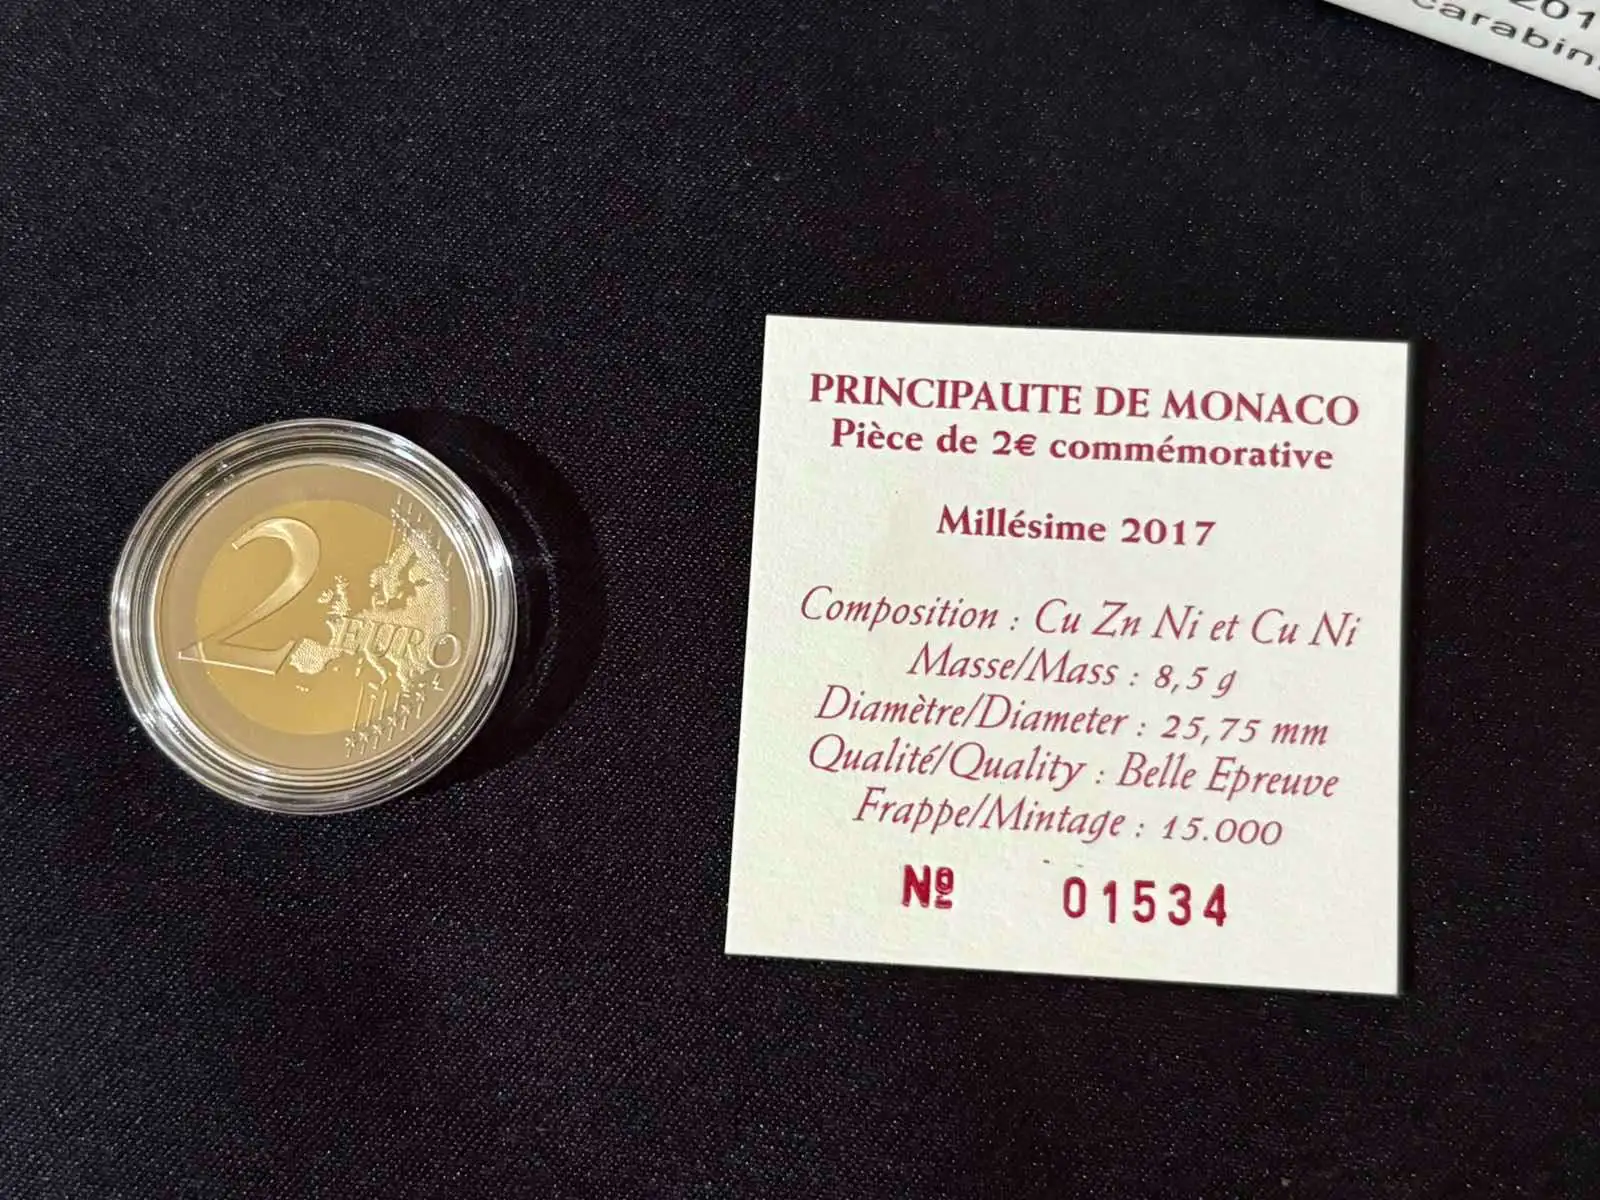 201
carabin
2
EURO
PRINCIPAUTE DE MONACO
Pièce de 2€ commémorative
Millésime 2017
Composition : Cu Zn Ni et Cu Ni
Masse/Mass : 8,5 g
Diamètre/Diameter : 25,75 mm
Qualité/Quality : Belle Epreuve
Frappe/Mintage : 15.000
Nº 01534